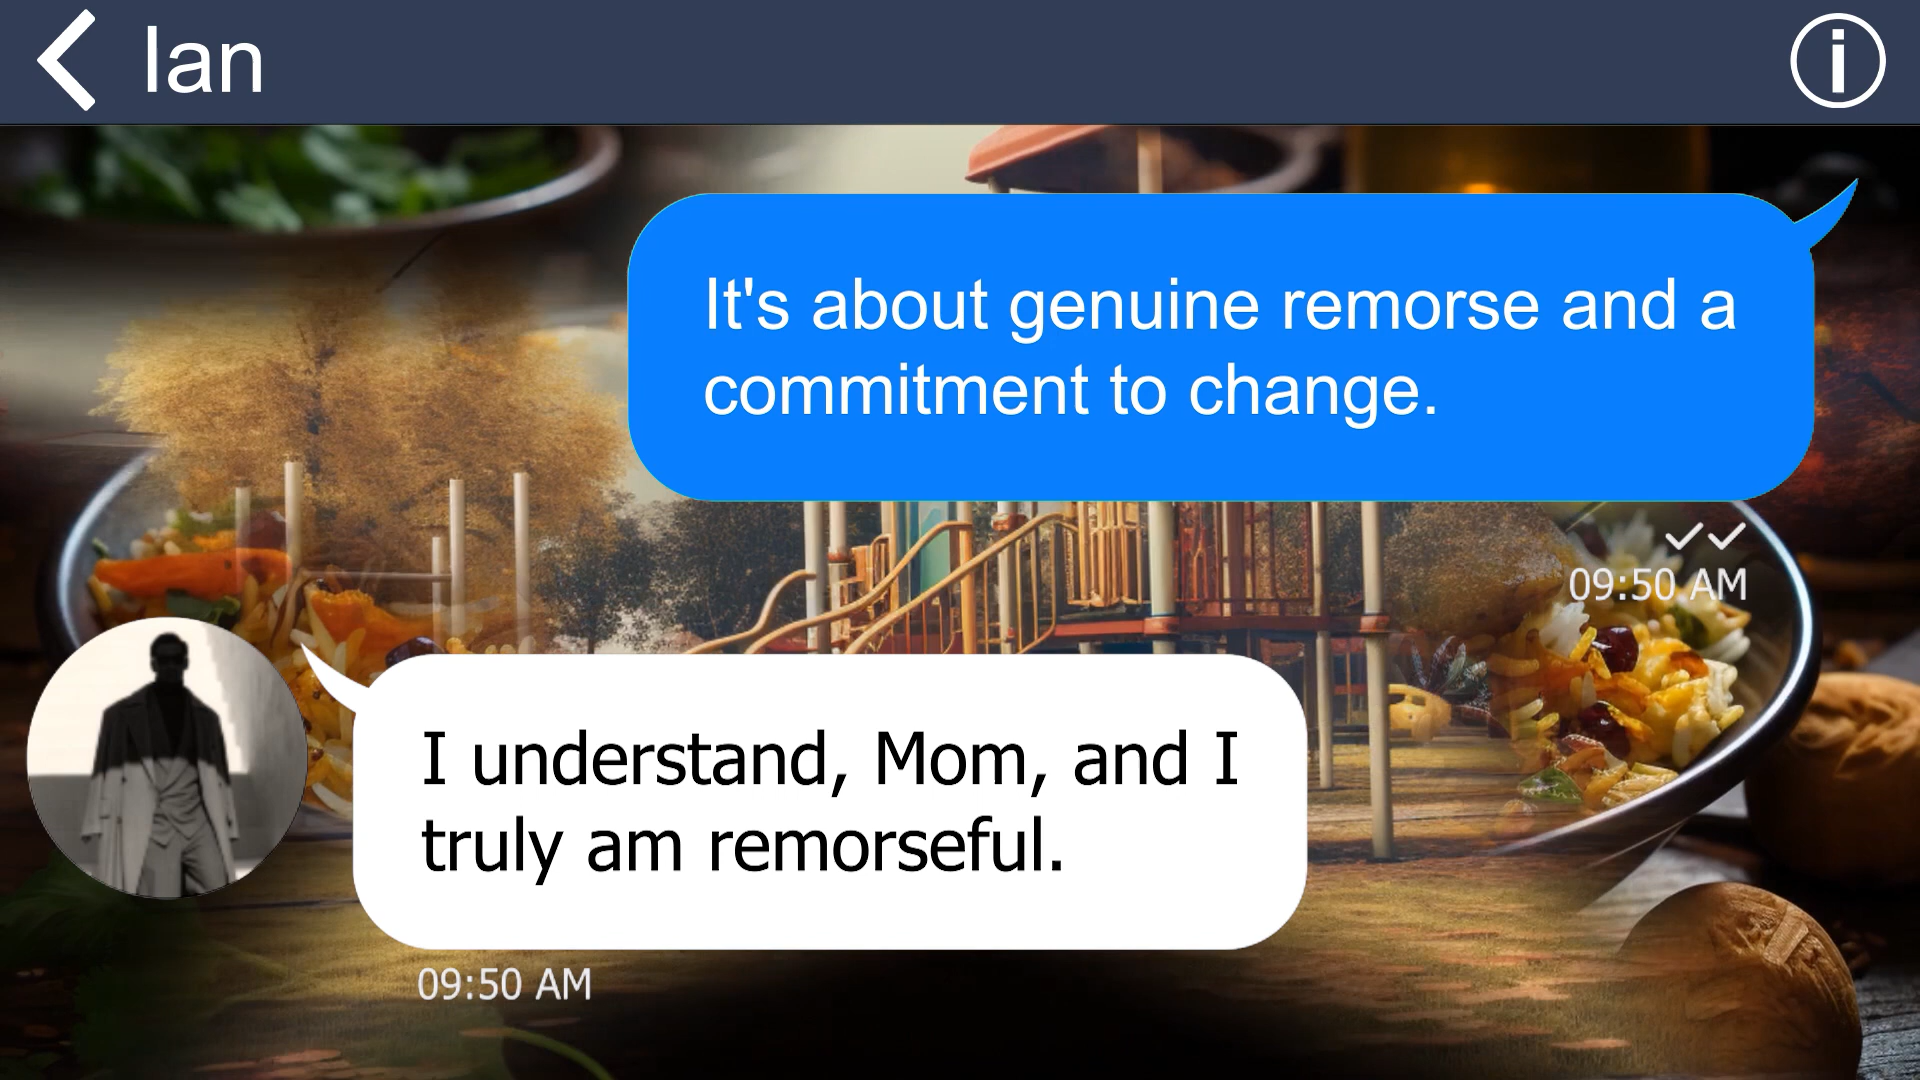 Ian
It's about genuine remorse and a
commitment to change.
09:50 AM
I understand, Mom, and I
truly am remorseful.
09:50 AM